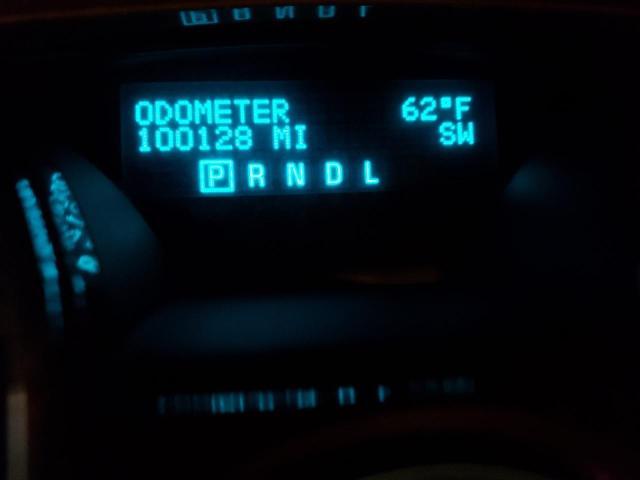 ODOMETER 62°F
100128 MI SW
P R N D L